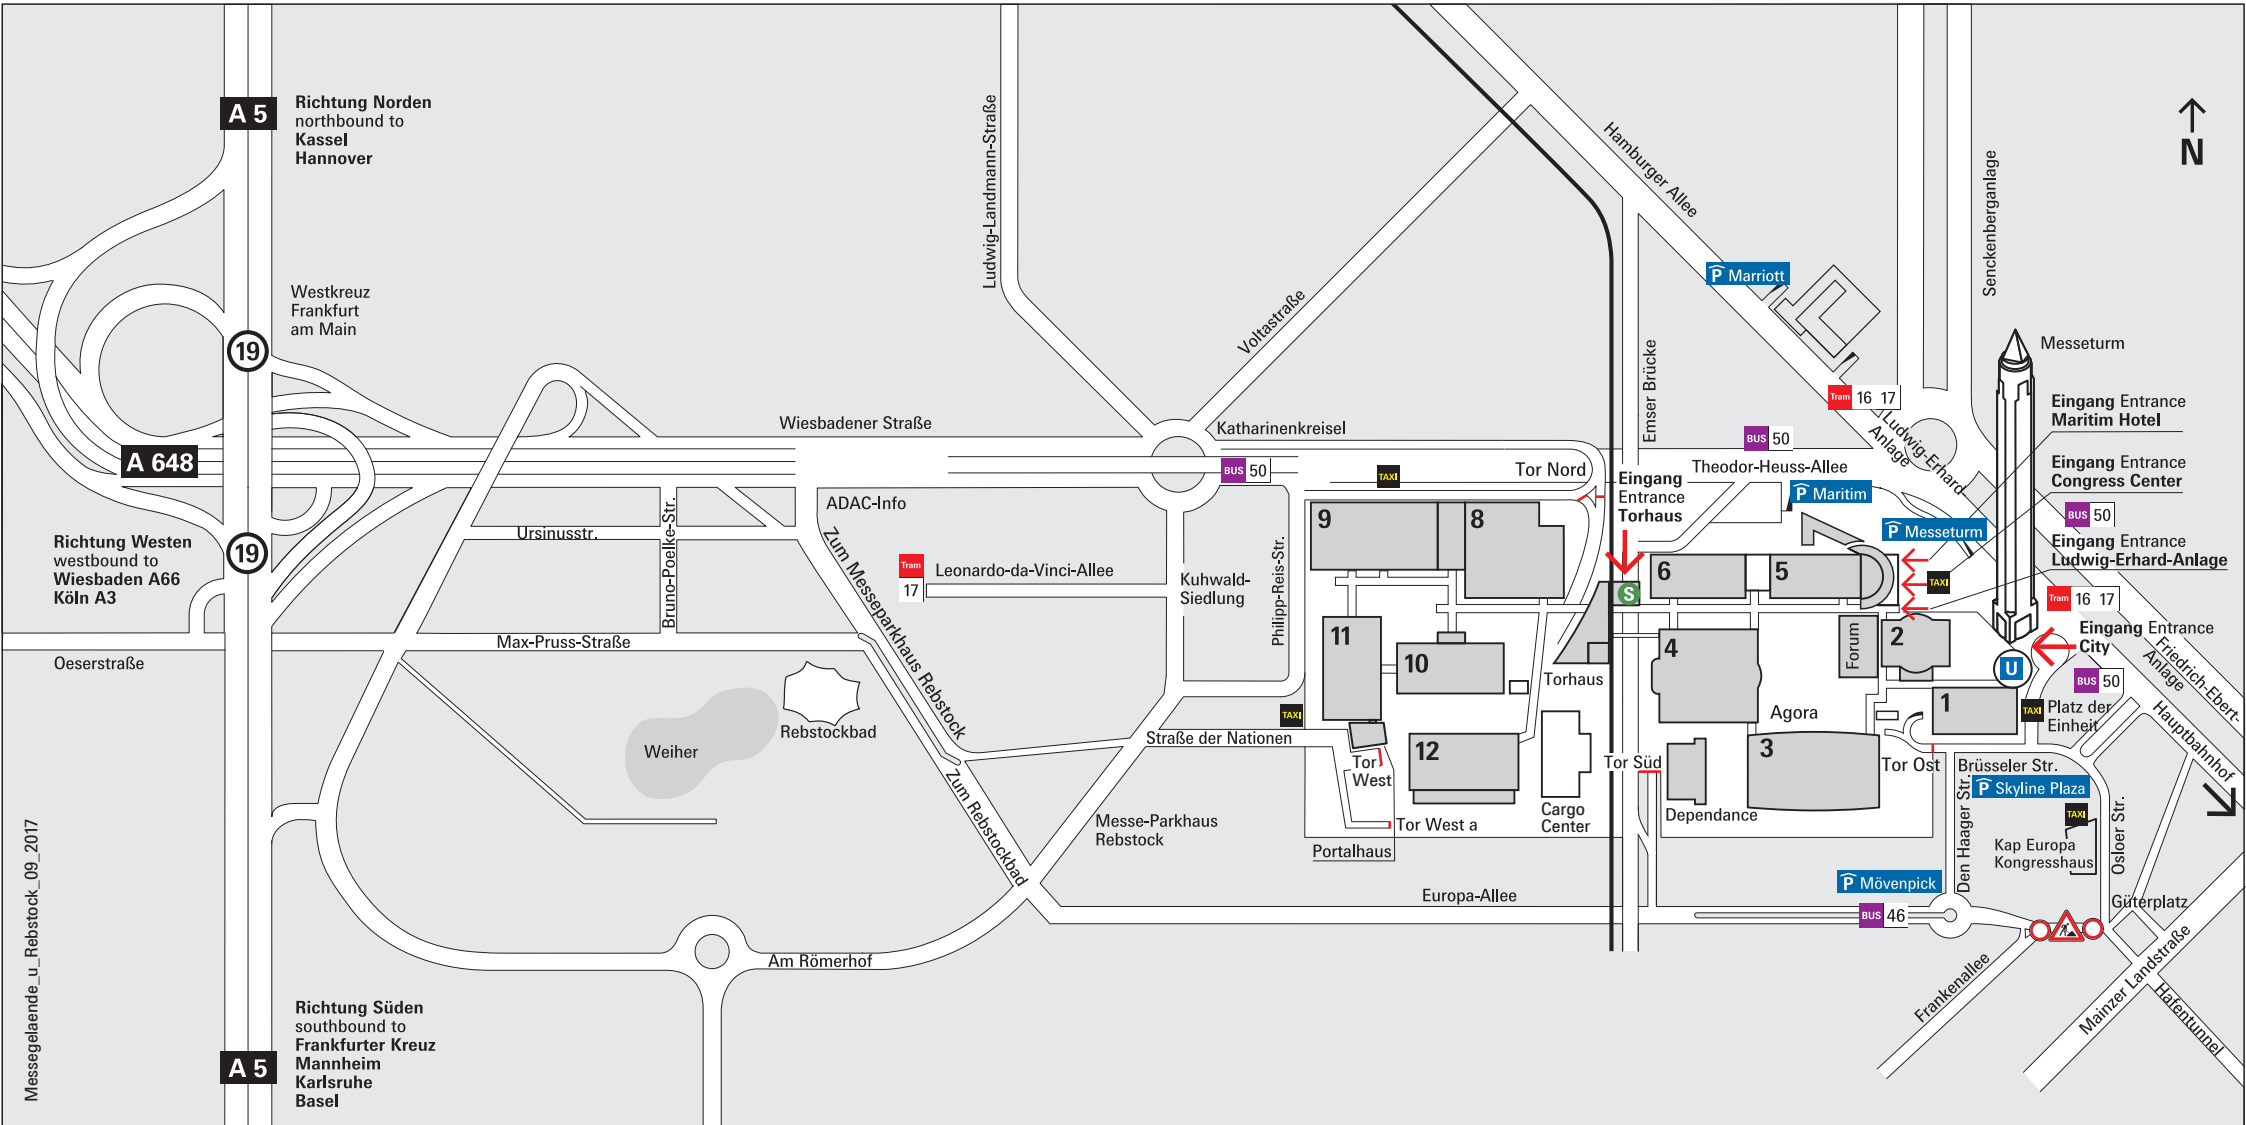 A 5
Richtung Norden
northbound to
Kassel
Hannover
Westkreuz
Frankfurt
am Main
19
A 648
19
Richtung Westen
westbound to
Wiesbaden A66
Köln A3
Oeserstraße
Richtung Süden
southbound to
Frankfurter Kreuz
Mannheim
Karlsruhe
Basel
A 5
Messegelaende_u_Rebstock_09_2017
Ursinusstr.
Bruno-Poelke-Str.
Max-Pruss-Straße
Wiesbadener Straße
ADAC-Info
Zum Messeparkhaus Rebstock
Tram
17
Leonardo-da-Vinci-Allee
Kuhwald-
Siedlung
Weiher
Rebstockbad
Zum Rebstockbad
Am Römerhof
Messe-Parkhaus
Rebstock
Straße der Nationen
Ludwig-Landmann-Straße
Voltastraße
Katharinenkreisel
BUS 50
Philipp-Reis-Str.
TAXI
TAXI
Tor Nord
Hamburger Allee
Emser Brücke
Senckenberganlage
N
P Marriott
Tram 16 17
BUS 50
Theodor-Heuss-Allee
Ludwig-Erhard-
Anlage
P Maritim
P Messeturm
Messeturm
Eingang Entrance
Maritim Hotel
Eingang Entrance
Congress Center
BUS 50
Eingang Entrance
Ludwig-Erhard-Anlage
TAXI
Tram 16 17
Eingang Entrance
City
Friedrich-Ebert-
Anlage
U
BUS 50
TAXI
Platz der
Einheit
Hauptbahnhof
Eingang
Entrance
Torhaus
S
9
8
6
5
11
10
4
Forum
2
1
12
3
Torhaus
Agora
Tor
West
Tor West a
Portalhaus
Cargo
Center
Tor Süd
Dependance
Tor Ost
Brüsseler Str.
P Skyline Plaza
TAXI
Kap Europa
Kongresshaus
Den Haager Str.
Osloer Str.
Europa-Allee
P Mövenpick
BUS 46
Güterplatz
Frankenallee
Mainzer Landstraße
Hafentunnel